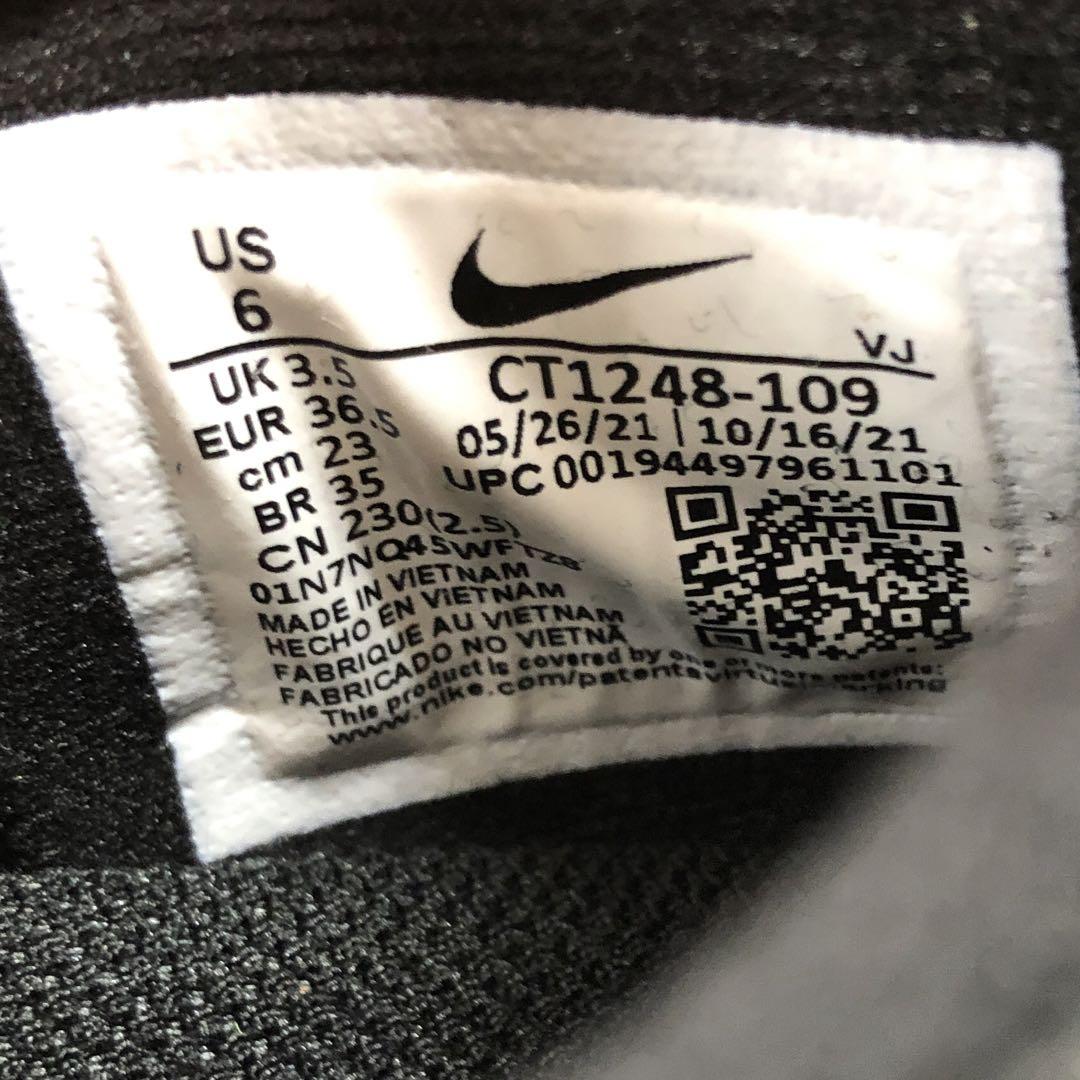 US
6
VJ
UK 3.5
EUR 36.5
cm 23
BR 35
CN 230(2.5)
CT1248-109
05/26/21 | 10/16/21
UPC 00194497961101
01N7NQ45WFTZB
MADE IN VIETNAM
HECHO EN VIETNAM
FABRIQUE AU VIETNAM
FABRICADO NO VIETNÃ
This product is covered by one or more patents:
www.nike.com/patentsvirtualmarking